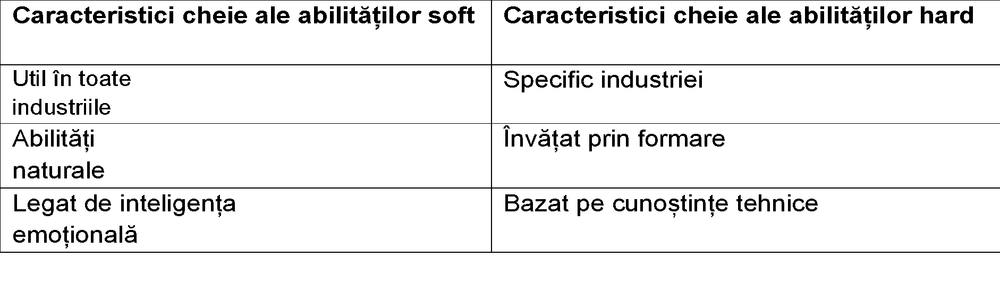 Caracteristici cheie ale abilităților soft
Caracteristici cheie ale abilităților hard
Util în toate
industriile
Specific industriei
Abilități
naturale
Învățat prin formare
Legat de inteligența
emoțională
Bazat pe cunoștințe tehnice